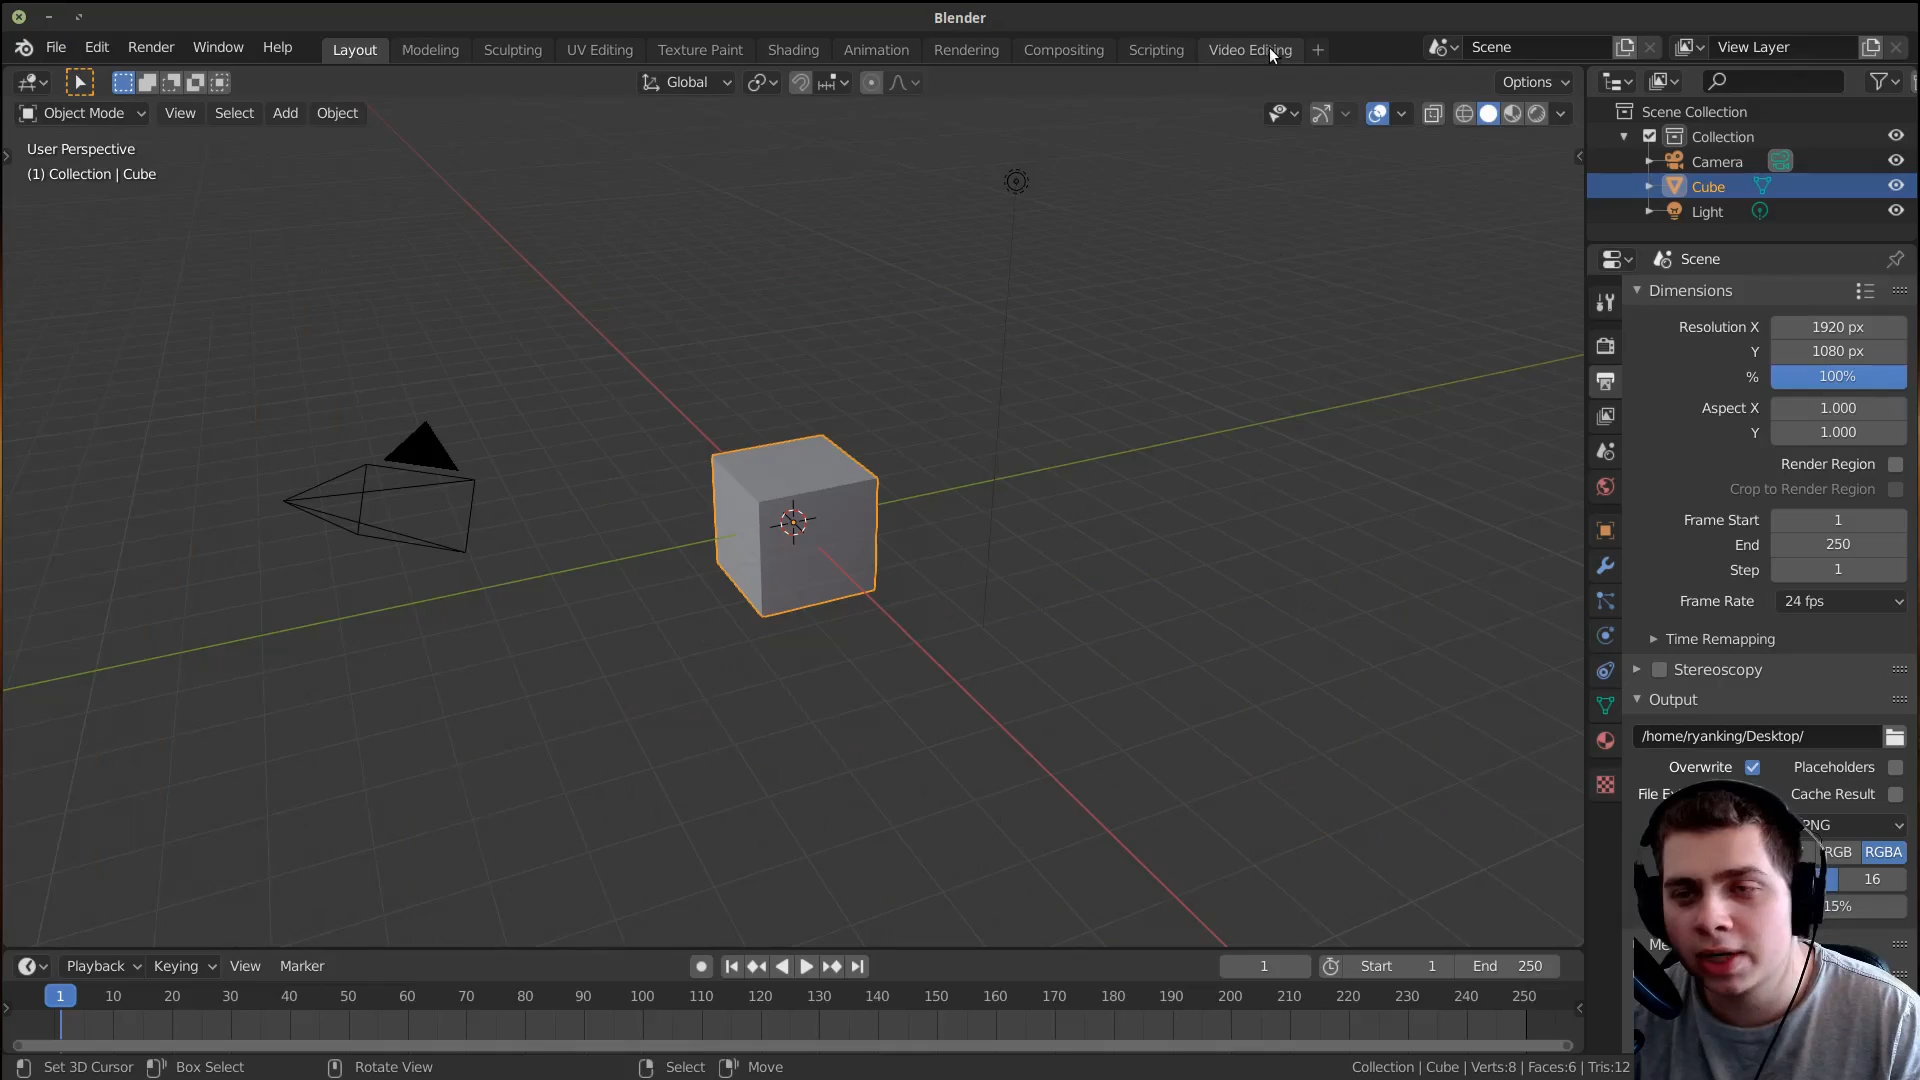 Blender
File Edit Render Window Help Layout Modeling Sculpting UV Editing Texture Paint Shading Animation Rendering Compositing Scripting Video Editing + Scene View Layer
Global Options
Object Mode View Select Add Object
User Perspective
(1) Collection | Cube
Scene Collection
Collection
Camera
Cube
Light
Scene
Dimensions
Resolution X 1920 px
Y 1080 px
% 100%
Aspect X 1.000
Y 1.000
Render Region
Crop to Render Region
Frame Start 1
End 250
Step 1
Frame Rate 24 fps
Time Remapping
Stereoscopy
Output
/home/ryanking/Desktop/
Overwrite Placeholders
File Cache Result
PNG
RGB RGBA
16
15%
Playback Keying View Marker 1 Start 1 End 250
1 10 20 30 40 50 60 70 80 90 100 110 120 130 140 150 160 170 180 190 200 210 220 230 240 250
Set 3D Cursor Box Select Rotate View Select Move Collection | Cube | Verts:8 | Faces:6 | Tris:12